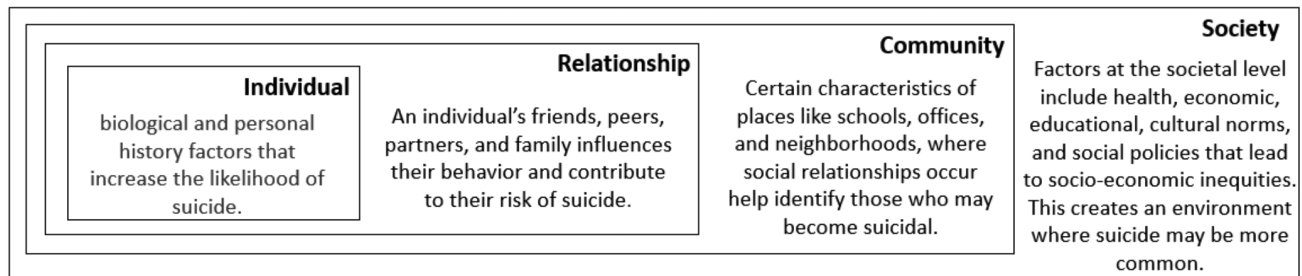 Individual
biological and personal
history factors that
increase the likelihood of
suicide.
Relationship
An individual’s friends, peers,
partners, and family influences
their behavior and contribute
to their risk of suicide.
Community
Certain characteristics of
places like schools, offices,
and neighborhoods, where
social relationships occur
help identify those who may
become suicidal.
Society
Factors at the societal level
include health, economic,
educational, cultural norms,
and social policies that lead
to socio-economic inequities.
This creates an environment
where suicide may be more
common.